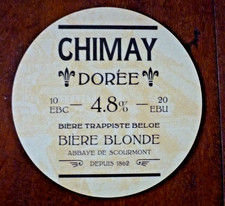 CHIMAY
DORÉE
10 EBC — 4.8% — 20 EBU
BIÈRE TRAPPISTE BELGE
BIÈRE BLONDE
ABBAYE DE SCOURMONT
DEPUIS 1862